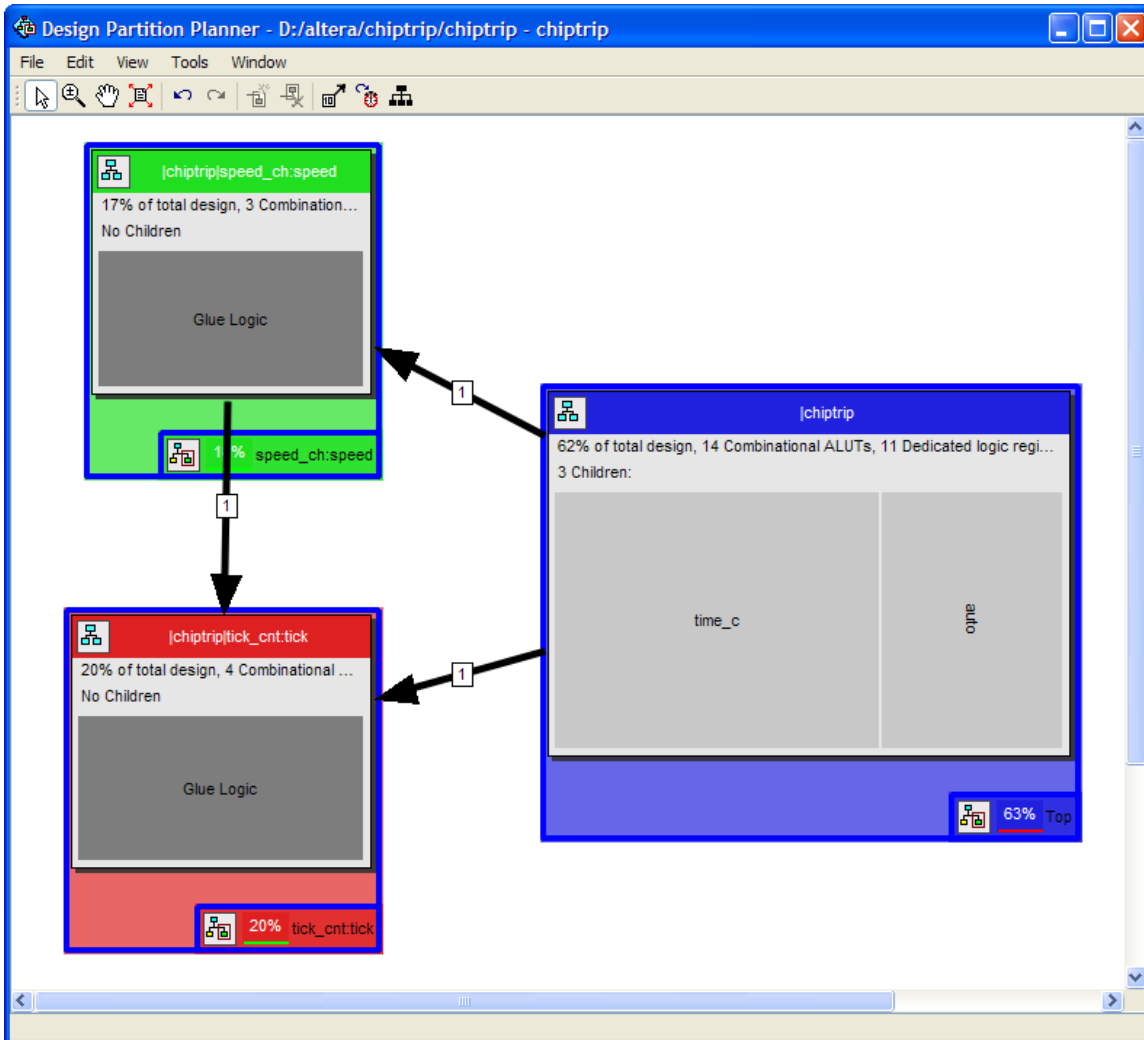 Design Partition Planner - D:/altera/chiptrip/chiptrip - chiptrip
File Edit View Tools Window
|chiptrip|speed_ch:speed
17% of total design, 3 Combination...
No Children
Glue Logic
speed_ch:speed
1
1
|chiptrip
62% of total design, 14 Combinational ALUTs, 11 Dedicated logic regi...
3 Children:
time_c
auto
63% Top
|chiptrip|tick_cnt:tick
20% of total design, 4 Combinational ...
No Children
Glue Logic
1
20% tick_cnt:tick